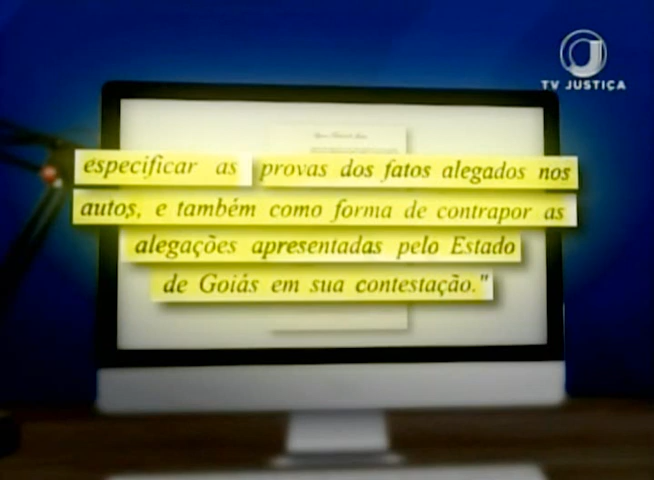 TV JUSTIÇA
especificar as provas dos fatos alegados nos
autos, e também como forma de contrapor as
alegações apresentadas pelo Estado
de Goiás em sua contestação."